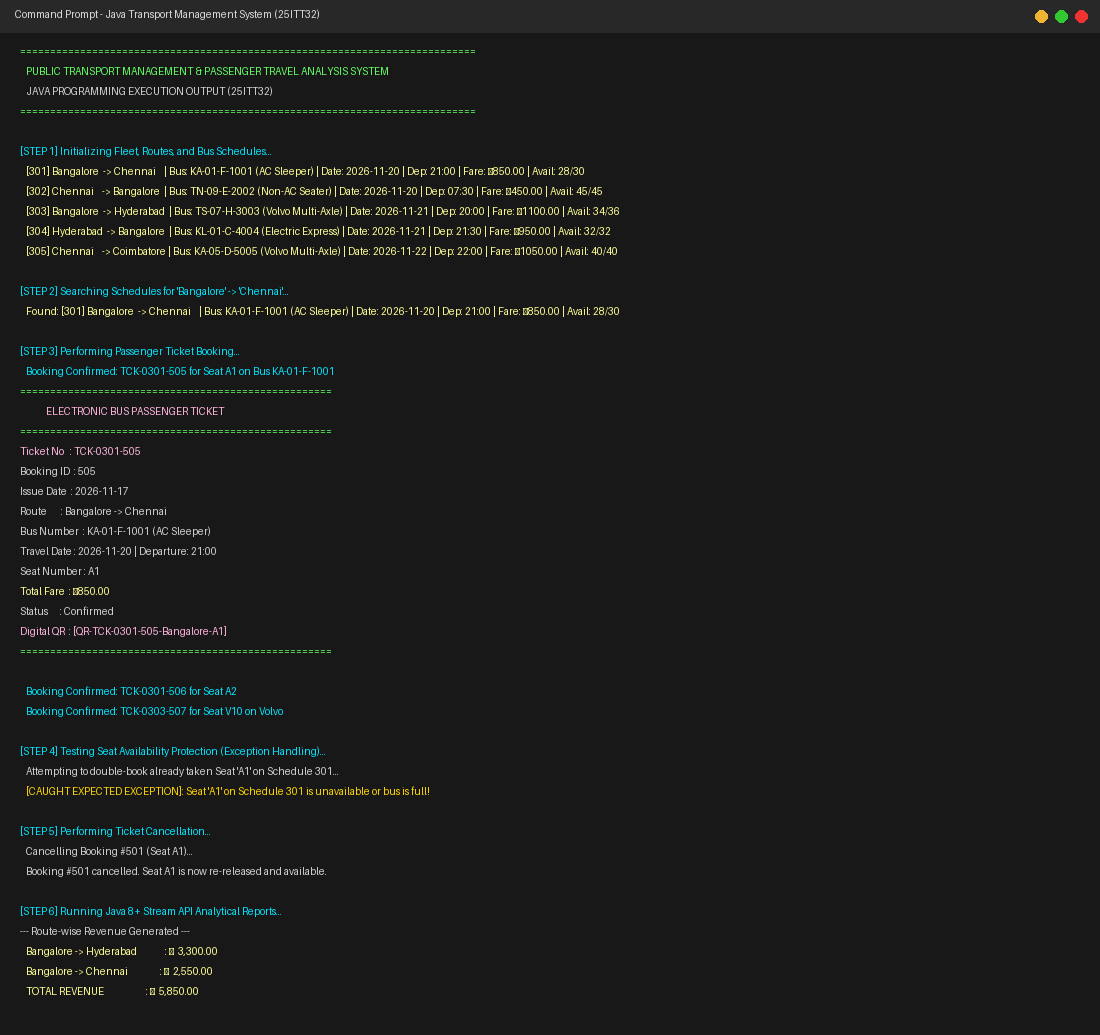 Command Prompt - Java Transport Management System (25ITT32)
============================================================================
PUBLIC TRANSPORT MANAGEMENT & PASSENGER TRAVEL ANALYSIS SYSTEM
JAVA PROGRAMMING EXECUTION OUTPUT (25ITT32)
============================================================================
[STEP 1] Initializing Fleet, Routes, and Bus Schedules...
[301] Bangalore -> Chennai | Bus: KA-01-F-1001 (AC Sleeper) | Date: 2026-11-20 | Dep: 21:00 | Fare: □850.00 | Avail: 28/30
[302] Chennai -> Bangalore | Bus: TN-09-E-2002 (Non-AC Seater) | Date: 2026-11-20 | Dep: 07:30 | Fare: □450.00 | Avail: 45/45
[303] Bangalore -> Hyderabad | Bus: TS-07-H-3003 (Volvo Multi-Axle) | Date: 2026-11-21 | Dep: 20:00 | Fare: □1100.00 | Avail: 34/36
[304] Hyderabad -> Bangalore | Bus: KL-01-C-4004 (Electric Express) | Date: 2026-11-21 | Dep: 21:30 | Fare: □950.00 | Avail: 32/32
[305] Chennai -> Coimbatore | Bus: KA-05-D-5005 (Volvo Multi-Axle) | Date: 2026-11-22 | Dep: 22:00 | Fare: □1050.00 | Avail: 40/40
[STEP 2] Searching Schedules for 'Bangalore' -> 'Chennai'...
Found: [301] Bangalore -> Chennai | Bus: KA-01-F-1001 (AC Sleeper) | Date: 2026-11-20 | Dep: 21:00 | Fare: □850.00 | Avail: 28/30
[STEP 3] Performing Passenger Ticket Booking...
Booking Confirmed: TCK-0301-505 for Seat A1 on Bus KA-01-F-1001
====================================================
ELECTRONIC BUS PASSENGER TICKET
====================================================
Ticket No : TCK-0301-505
Booking ID : 505
Issue Date : 2026-11-17
Route : Bangalore -> Chennai
Bus Number : KA-01-F-1001 (AC Sleeper)
Travel Date : 2026-11-20 | Departure: 21:00
Seat Number : A1
Total Fare : □850.00
Status : Confirmed
Digital QR : [QR-TCK-0301-505-Bangalore-A1]
====================================================
Booking Confirmed: TCK-0301-506 for Seat A2
Booking Confirmed: TCK-0303-507 for Seat V10 on Volvo
[STEP 4] Testing Seat Availability Protection (Exception Handling)...
Attempting to double-book already taken Seat 'A1' on Schedule 301...
[CAUGHT EXPECTED EXCEPTION]: Seat 'A1' on Schedule 301 is unavailable or bus is full!
[STEP 5] Performing Ticket Cancellation...
Cancelling Booking #501 (Seat A1)...
Booking #501 cancelled. Seat A1 is now re-released and available.
[STEP 6] Running Java 8+ Stream API Analytical Reports...
--- Route-wise Revenue Generated ---
Bangalore -> Hyderabad : □ 3,300.00
Bangalore -> Chennai : □ 2,550.00
TOTAL REVENUE : □ 5,850.00